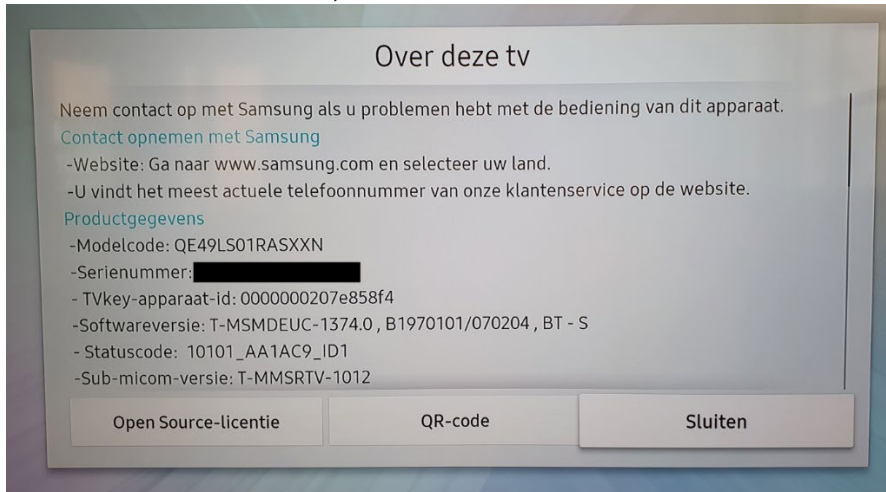 Over deze tv
Neem contact op met Samsung als u problemen hebt met de bediening van dit apparaat.
Contact opnemen met Samsung
-Website: Ga naar www.samsung.com en selecteer uw land.
-U vindt het meest actuele telefoonnummer van onze klantenservice op de website.
Productgegevens
-Modelcode: QE49LS01RASXXN
-Serienummer:
- TVkey-apparaat-id: 0000000207e858f4
-Softwareversie: T-MSMDEUC-1374.0 , B1970101/070204 , BT - S
- Statuscode: 10101_AA1AC9_ID1
-Sub-micom-versie: T-MMSRTV-1012
Open Source-licentie
QR-code
Sluiten